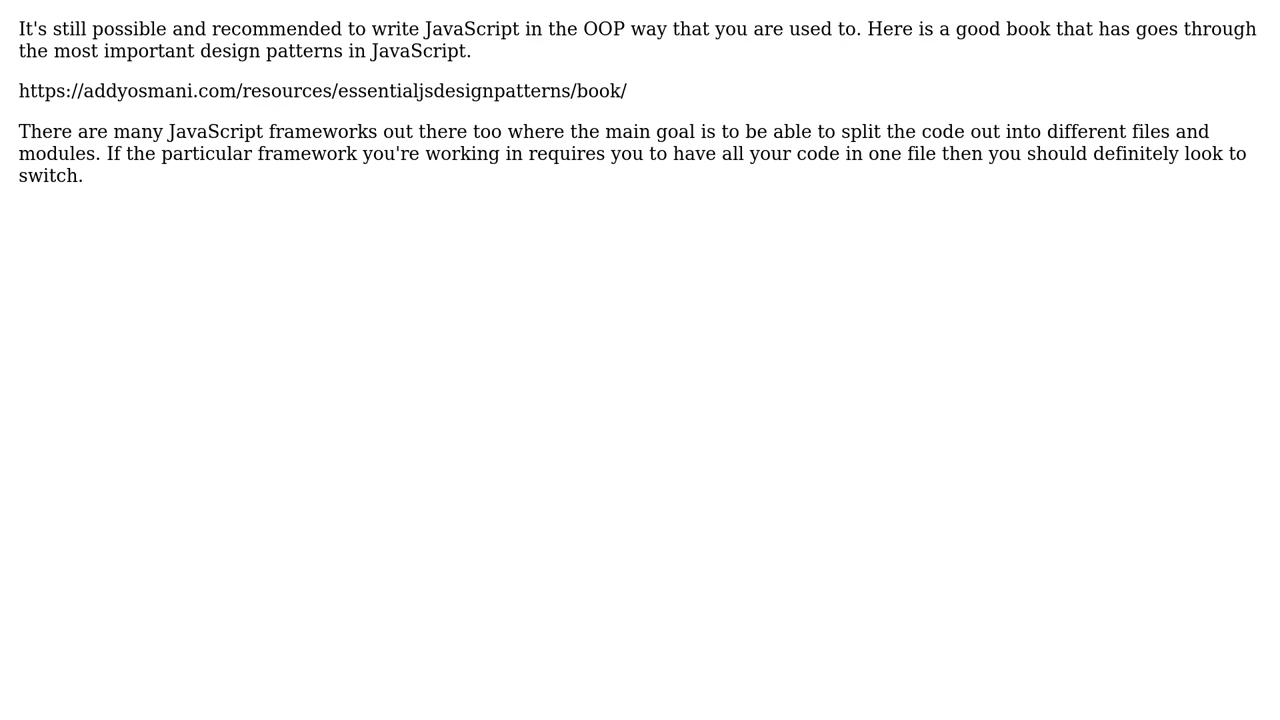 It's still possible and recommended to write JavaScript in the OOP way that you are used to. Here is a good book that has goes through
the most important design patterns in JavaScript.
https://addyosmani.com/resources/essentialjsdesignpatterns/book/
There are many JavaScript frameworks out there too where the main goal is to be able to split the code out into different files and
modules. If the particular framework you're working in requires you to have all your code in one file then you should definitely look to
switch.